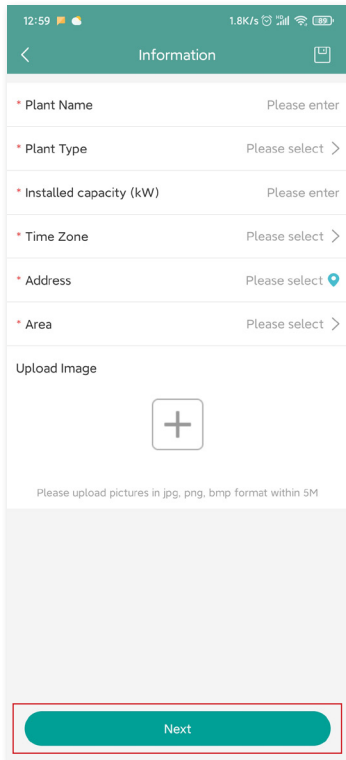 12:59 1.8K/s HD 89
Information
* Plant Name Please enter
* Plant Type Please select
* Installed capacity (kW) Please enter
* Time Zone Please select
* Address Please select
* Area Please select
Upload Image
Please upload pictures in jpg, png, bmp format within 5M
Next